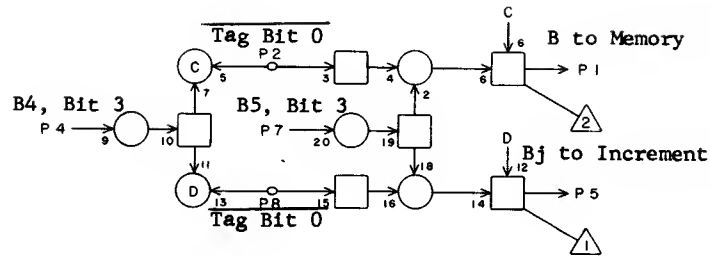 Tag Bit 0
C
B to Memory
P2
6
C
5
3
4
6
P1
7
2
B4, Bit 3
B5, Bit 3
P4
P7
2
9
10
20
19
D
Bj to Increment
11
18
12
D
P5
13
P8
15
16
14
Tag Bit 0
1